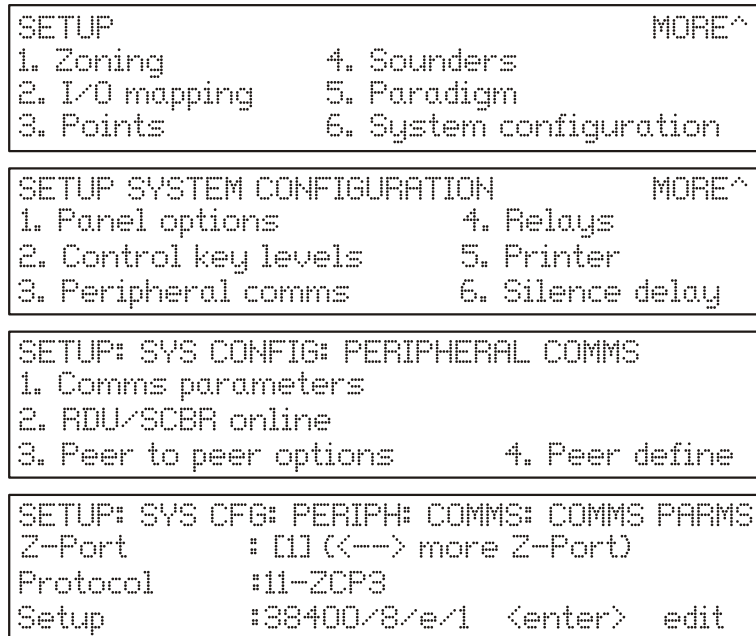 SETUP MORE^
1. Zoning 4. Sounders
2. I/O mapping 5. Paradigm
3. Points 6. System configuration
SETUP SYSTEM CONFIGURATION MORE^
1. Panel options 4. Relays
2. Control key levels 5. Printer
3. Peripheral comms 6. Silence delay
SETUP: SYS CONFIG: PERIPHERAL COMMS
1. Comms parameters
2. RDU/SCBR online
3. Peer to peer options 4. Peer define
SETUP: SYS CFG: PERIPH: COMMS: COMMS PARMS
Z-Port : [1] (<--> more Z-Port)
Protocol :11-ZCP3
Setup :38400/8/e/1 <enter> edit